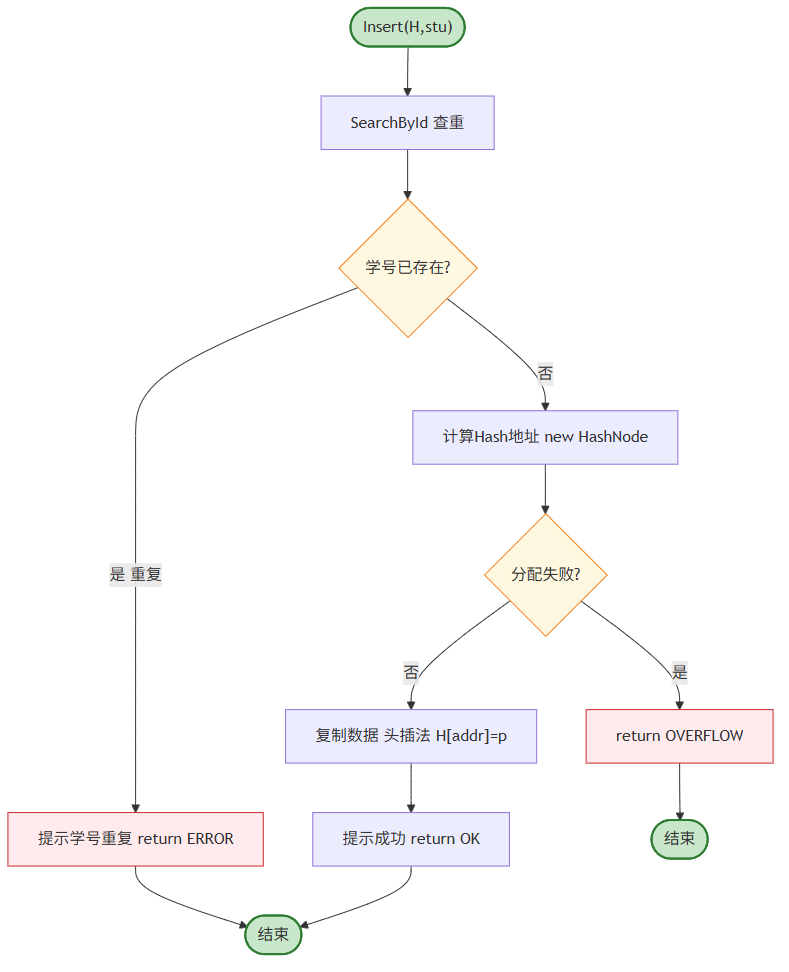 Insert(H,stu)
SearchById 查重
学号已存在?
否
计算Hash地址 new HashNode
分配失败?
是 重复
否
是
复制数据 头插法 H[addr]=p
return OVERFLOW
提示学号重复 return ERROR
提示成功 return OK
结束
结束